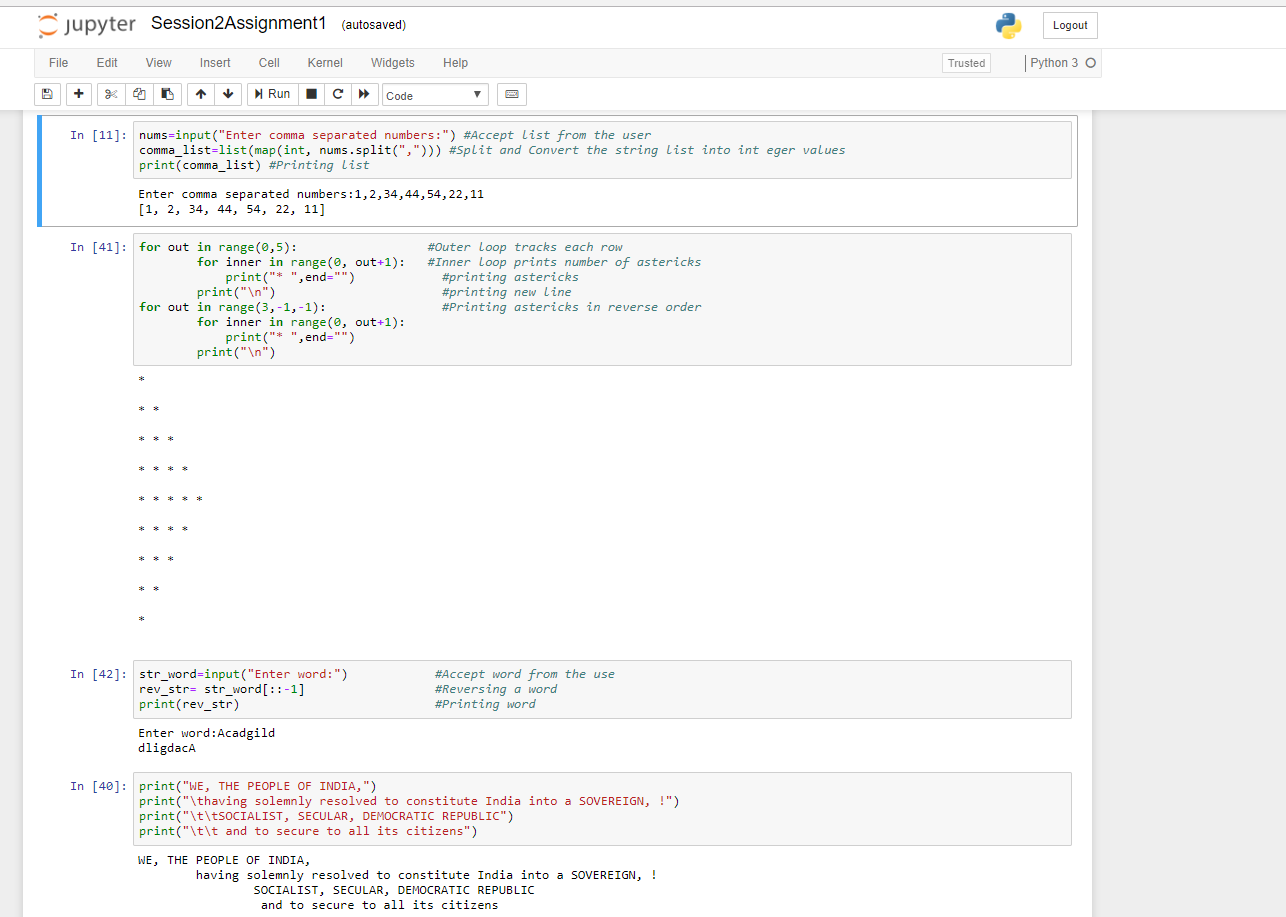 jupyter Session2Assignment1 (autosaved) Logout
File Edit View Insert Cell Kernel Widgets Help Trusted Python 3
Run Code
In [11]: nums=input("Enter comma separated numbers:") #Accept list from the user
comma_list=list(map(int, nums.split(","))) #Split and Convert the string list into int eger values
print(comma_list) #Printing list
Enter comma separated numbers:1,2,34,44,54,22,11
[1, 2, 34, 44, 54, 22, 11]
In [41]: for out in range(0,5): #Outer loop tracks each row
for inner in range(0, out+1): #Inner loop prints number of astericks
print("* ",end="") #printing astericks
print("\n") #printing new line
for out in range(3,-1,-1): #Printing astericks in reverse order
for inner in range(0, out+1):
print("* ",end="")
print("\n")
*
* *
* * *
* * * *
* * * * *
* * * *
* * *
* *
*
In [42]: str_word=input("Enter word:") #Accept word from the use
rev_str= str_word[::-1] #Reversing a word
print(rev_str) #Printing word
Enter word:Acadgild
dligdacA
In [40]: print("WE, THE PEOPLE OF INDIA,")
print("\thaving solemnly resolved to constitute India into a SOVEREIGN, !")
print("\t\tSOCIALIST, SECULAR, DEMOCRATIC REPUBLIC")
print("\t\t and to secure to all its citizens")
WE, THE PEOPLE OF INDIA,
having solemnly resolved to constitute India into a SOVEREIGN, !
SOCIALIST, SECULAR, DEMOCRATIC REPUBLIC
and to secure to all its citizens